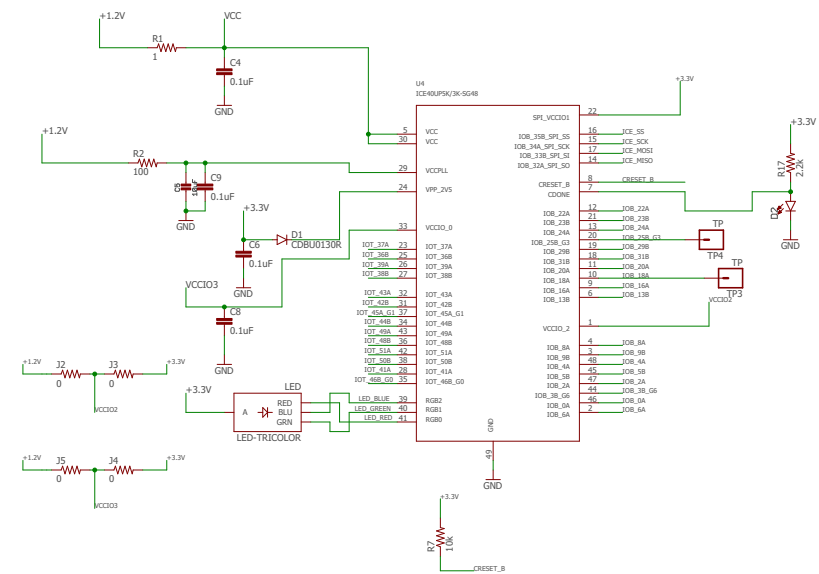 +1.2V
VCC
R1
1
C4
0.1uF
GND
U4
ICE40UP5K/3K-SG48
+3.3V
SPI_VCCIO1 22
+1.2V
R2
100
C9
0.1uF
GND
+3.3V
D1
CDBU0130R
C6
0.1uF
GND
VCCIO3
C8
0.1uF
GND
5 VCC
30 VCC
29 VCCPLL
24 VPP_2V5
33 VCCIO_0
IOT_37A 23 IOT_37A
IOT_36B 25 IOT_36B
IOT_39A 26 IOT_39A
IOT_38B 27 IOT_38B
IOT_43A 32 IOT_43A
IOT_42B 31 IOT_42B
IOT_45A_G1 37 IOT_45A_G1
IOT_44B 34 IOT_44B
IOT_49A 43 IOT_49A
IOT_48B 36 IOT_48B
IOT_51A 42 IOT_51A
IOT_50B 38 IOT_50B
IOT_41A 28 IOT_41A
IOT_46B_G0 35 IOT_46B_G0
LED_BLUE 39 RGB2
LED_GREEN 40 RGB1
LED_RED 41 RGB0
IOB_35B_SPI_SS 16 ICE_SS
IOB_34A_SPI_SCK 15 ICE_SCK
IOB_33B_SPI_SI 17 ICE_MOSI
IOB_32A_SPI_SO 14 ICE_MISO
CRESET_B 8 CRESET_B
CDONE 7
IOB_22A 12 IOB_22A
IOB_23B 21 IOB_23B
IOB_24A 13 IOB_24A
IOB_25B_G3 20 IOB_25B_G3
IOB_29B 19 IOB_29B
IOB_31B 18 IOB_31B
IOB_20A 11 IOB_20A
IOB_18A 10 IOB_18A
IOB_16A 9 IOB_16A
IOB_13B 6 IOB_13B
VCCIO2
VCCIO_2 1
IOB_8A 4 IOB_8A
IOB_9B 3 IOB_9B
IOB_4A 48 IOB_4A
IOB_5B 45 IOB_5B
IOB_2A 47 IOB_2A
IOB_3B_G6 44 IOB_3B_G6
IOB_0A 46 IOB_0A
IOB_6A 2 IOB_6A
GND
49
GND
+3.3V
R17
2.2k
D2
GND
TP
TP4
TP
TP3
+1.2V
J2
0
J3
0
+3.3V
VCCIO2
+3.3V
LED
A
RED
BLU
GRN
LED-TRICOLOR
+1.2V
J5
0
J4
0
+3.3V
VCCIO3
+3.3V
R7
10k
CRESET_B